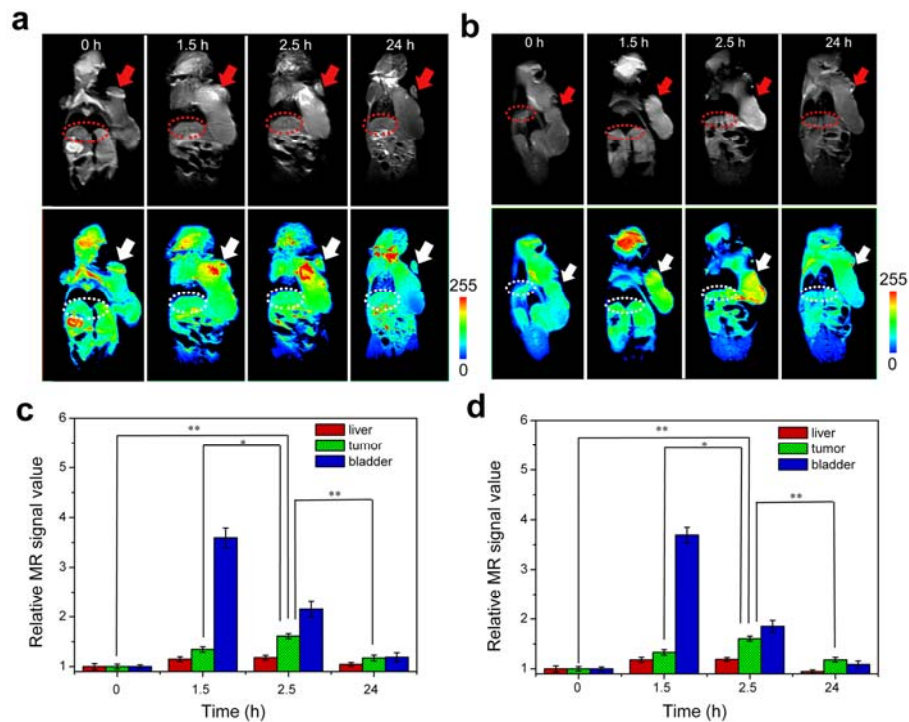 a
0 h
1.5 h
2.5 h
24 h
255
0
b
0 h
1.5 h
2.5 h
24 h
255
0
c
Relative MR signal value
6
5
4
3
2
1
**
*
**
liver
tumor
bladder
0
1.5
2.5
24
Time (h)
d
Relative MR signal value
6
5
4
3
2
1
**
*
**
liver
tumor
bladder
0
1.5
2.5
24
Time (h)